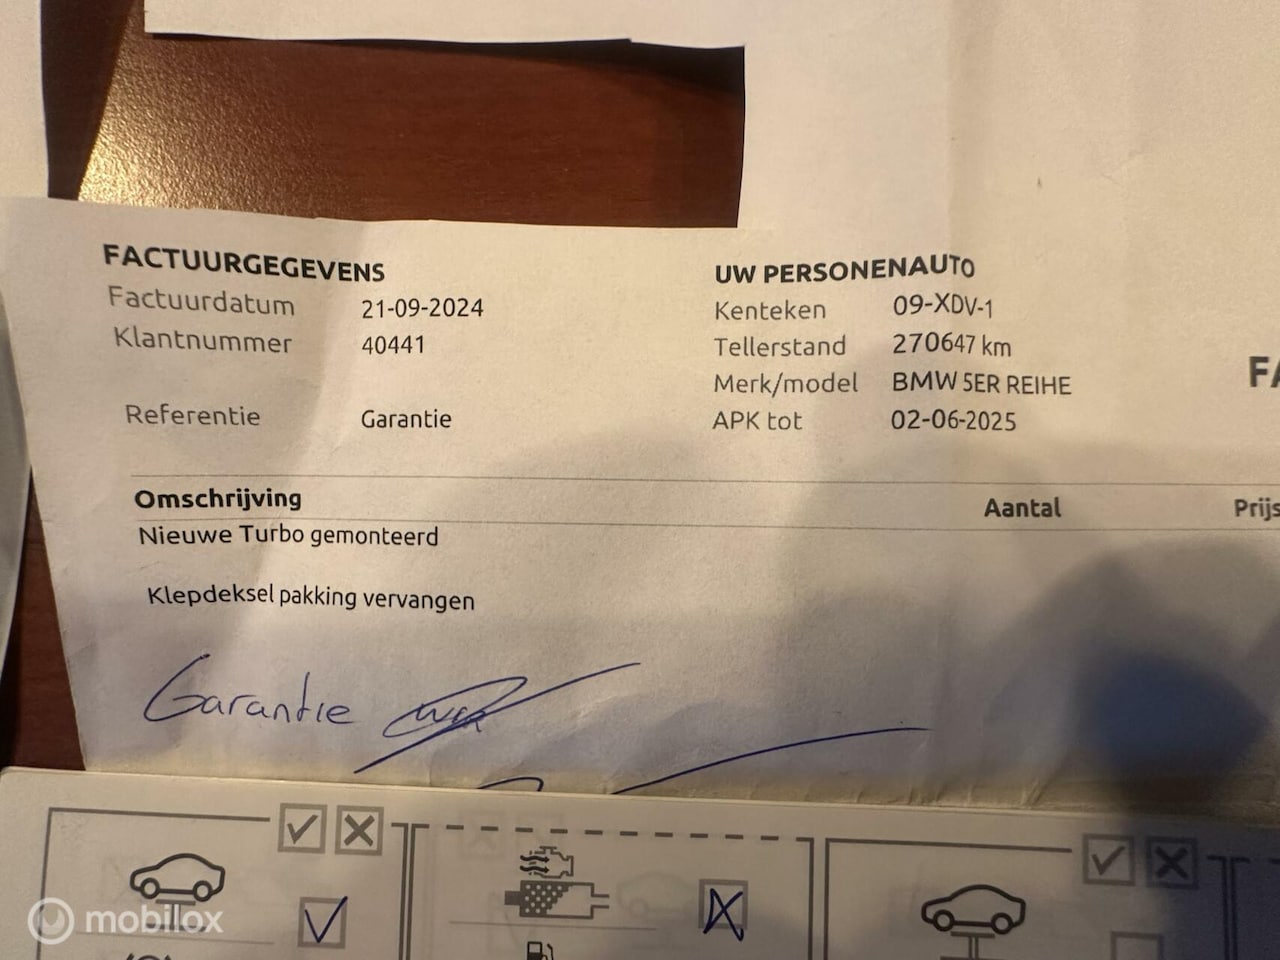 FACTUURGEGEVENS
Factuurdatum 21-09-2024
Klantnummer 40441
Referentie Garantie
UW PERSONENAUTO
Kenteken 09-XDV-1
Tellerstand 270647 km
Merk/model BMW 5ER REIHE
APK tot 02-06-2025
FA
Omschrijving Aantal Prijs
Nieuwe Turbo gemonteerd
Klepdeksel pakking vervangen
Garantie
mobilox